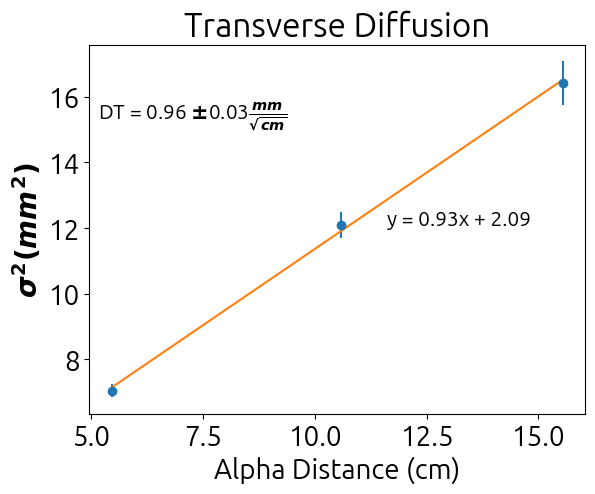 Transverse Diffusion
DT = 0.96 ±0.03 mm/√cm
y = 0.93x + 2.09
σ²(mm²)
16
14
12
10
8
5.0 7.5 10.0 12.5 15.0
Alpha Distance (cm)